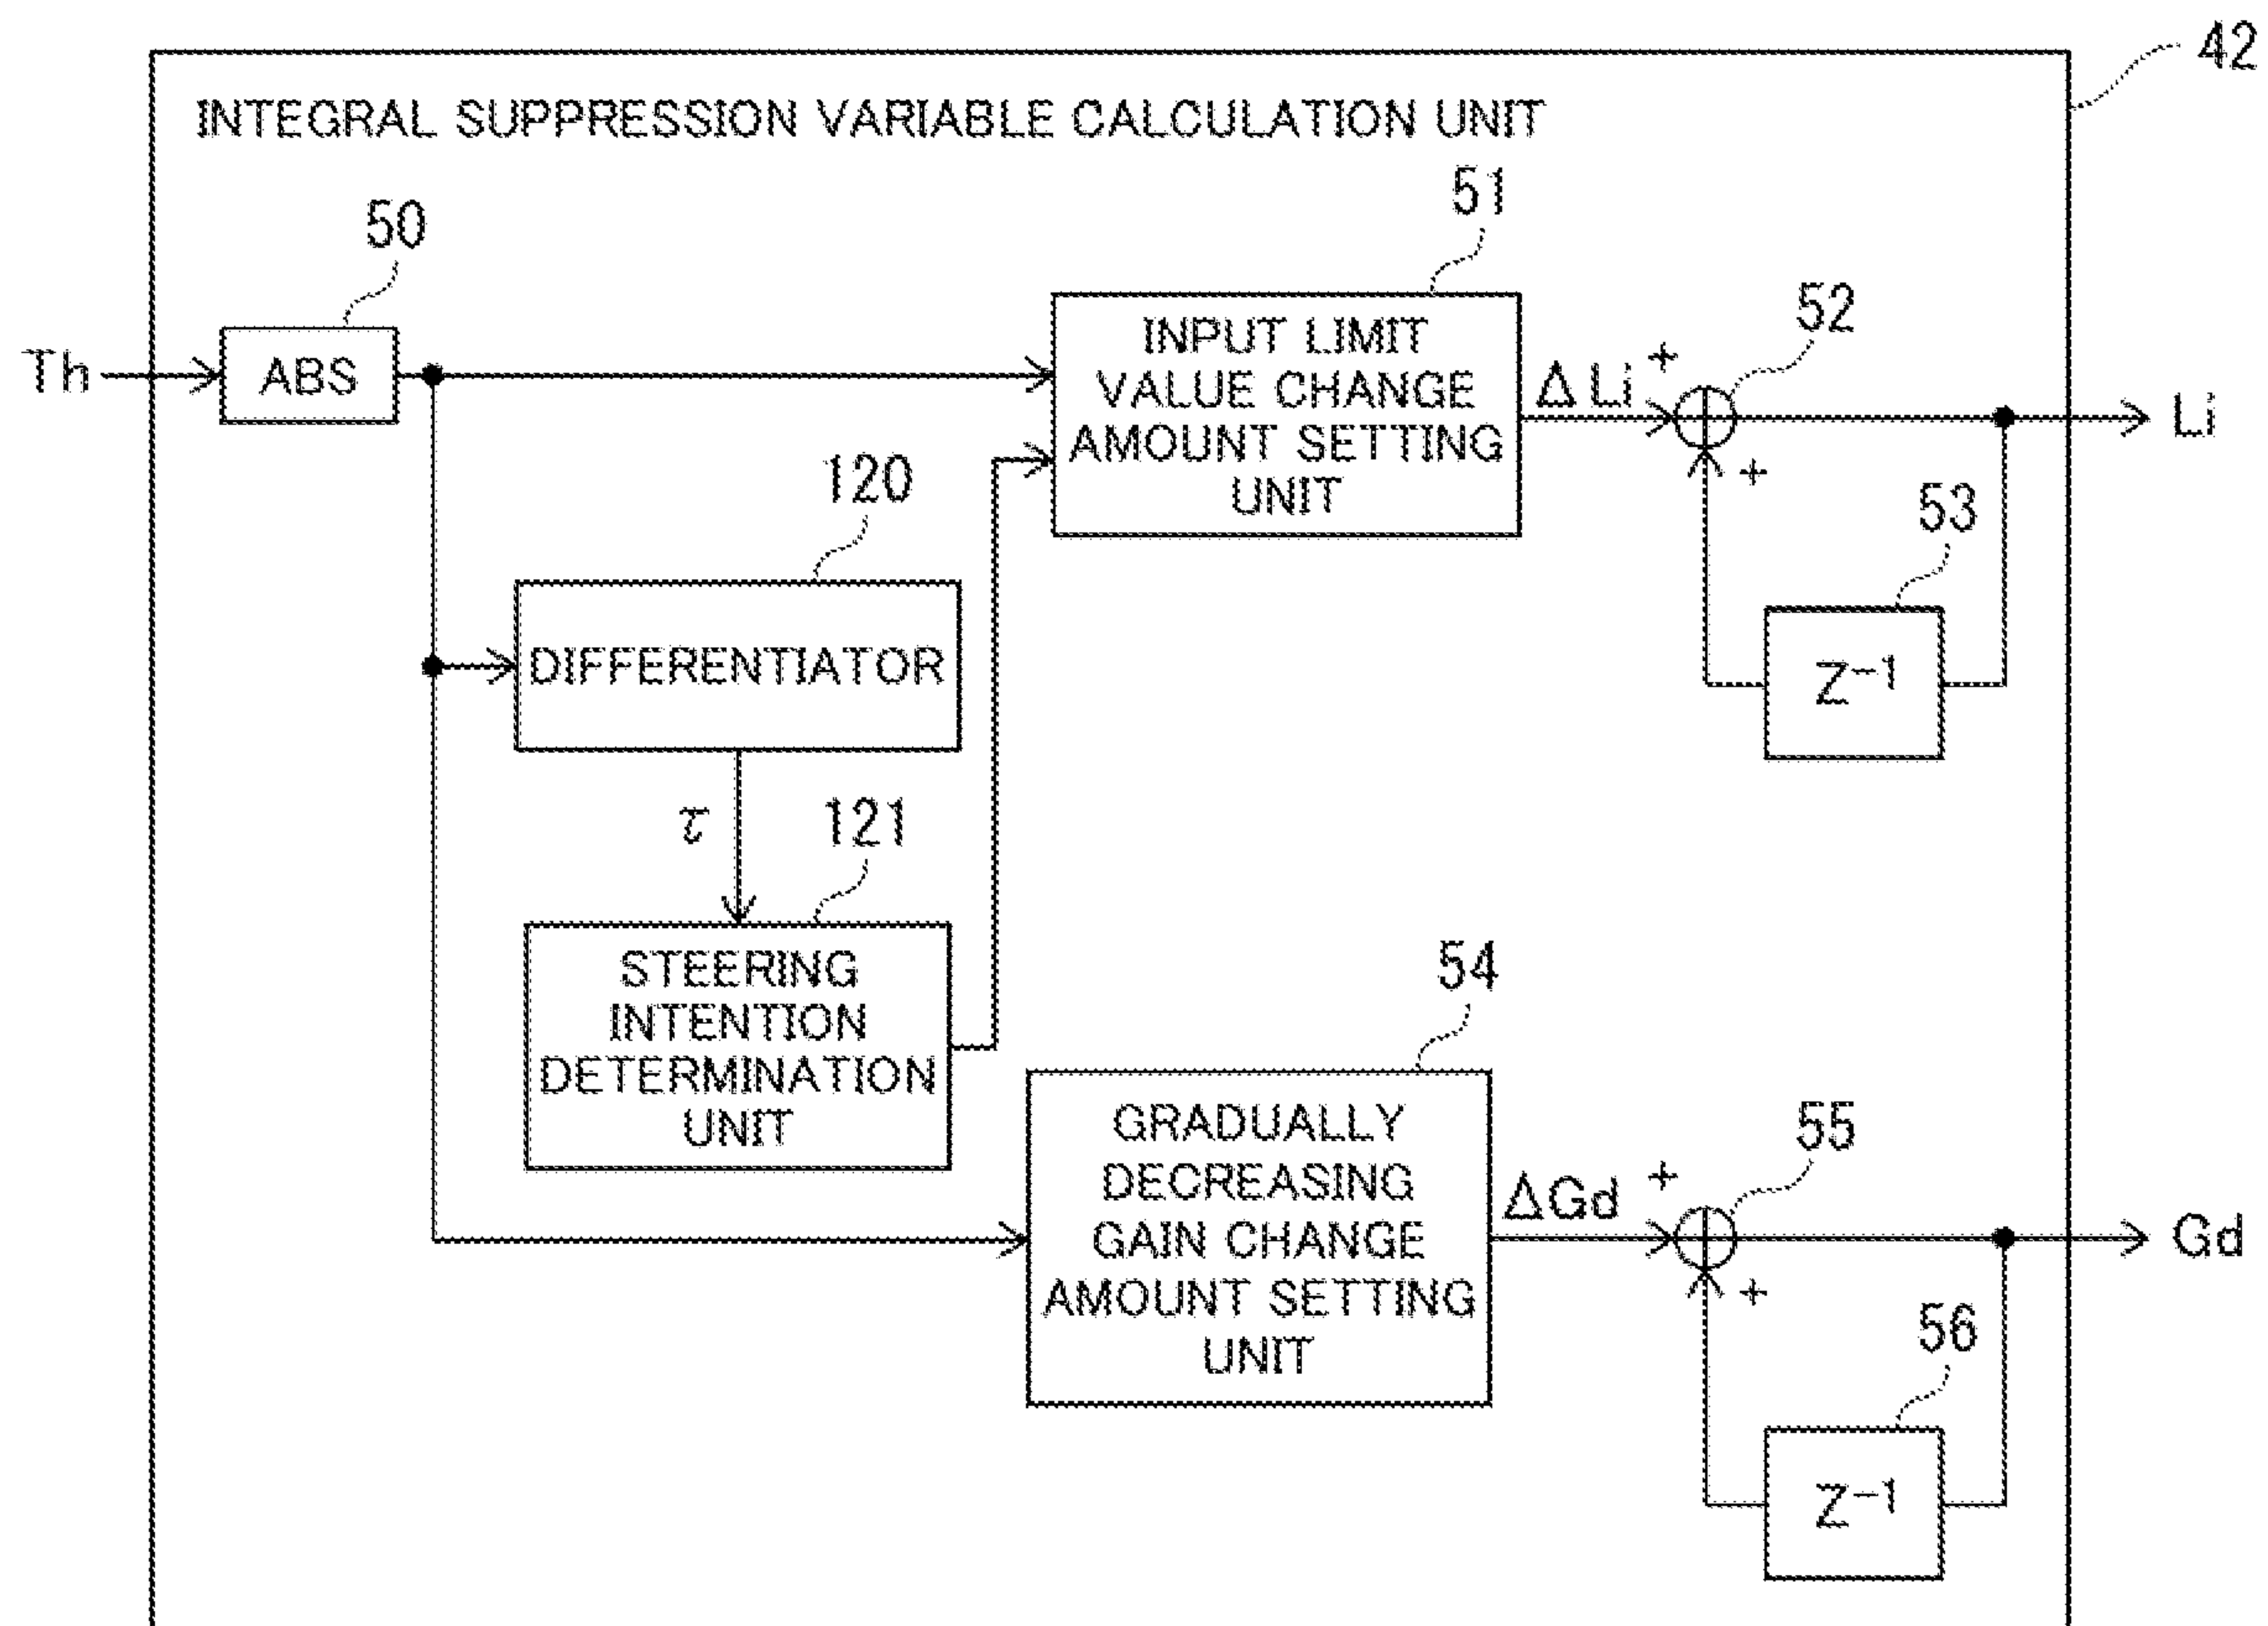 42
INTEGRAL SUPPRESSION VARIABLE CALCULATION UNIT
50
51
52
Th
ABS
INPUT LIMIT
VALUE CHANGE
AMOUNT SETTING
UNIT
ΔLi
+
+
Li
120
53
DIFFERENTIATOR
Z⁻¹
τ
121
STEERING
INTENTION
DETERMINATION
UNIT
54
55
GRADUALLY
DECREASING
GAIN CHANGE
AMOUNT SETTING
UNIT
ΔGd
+
+
Gd
56
Z⁻¹